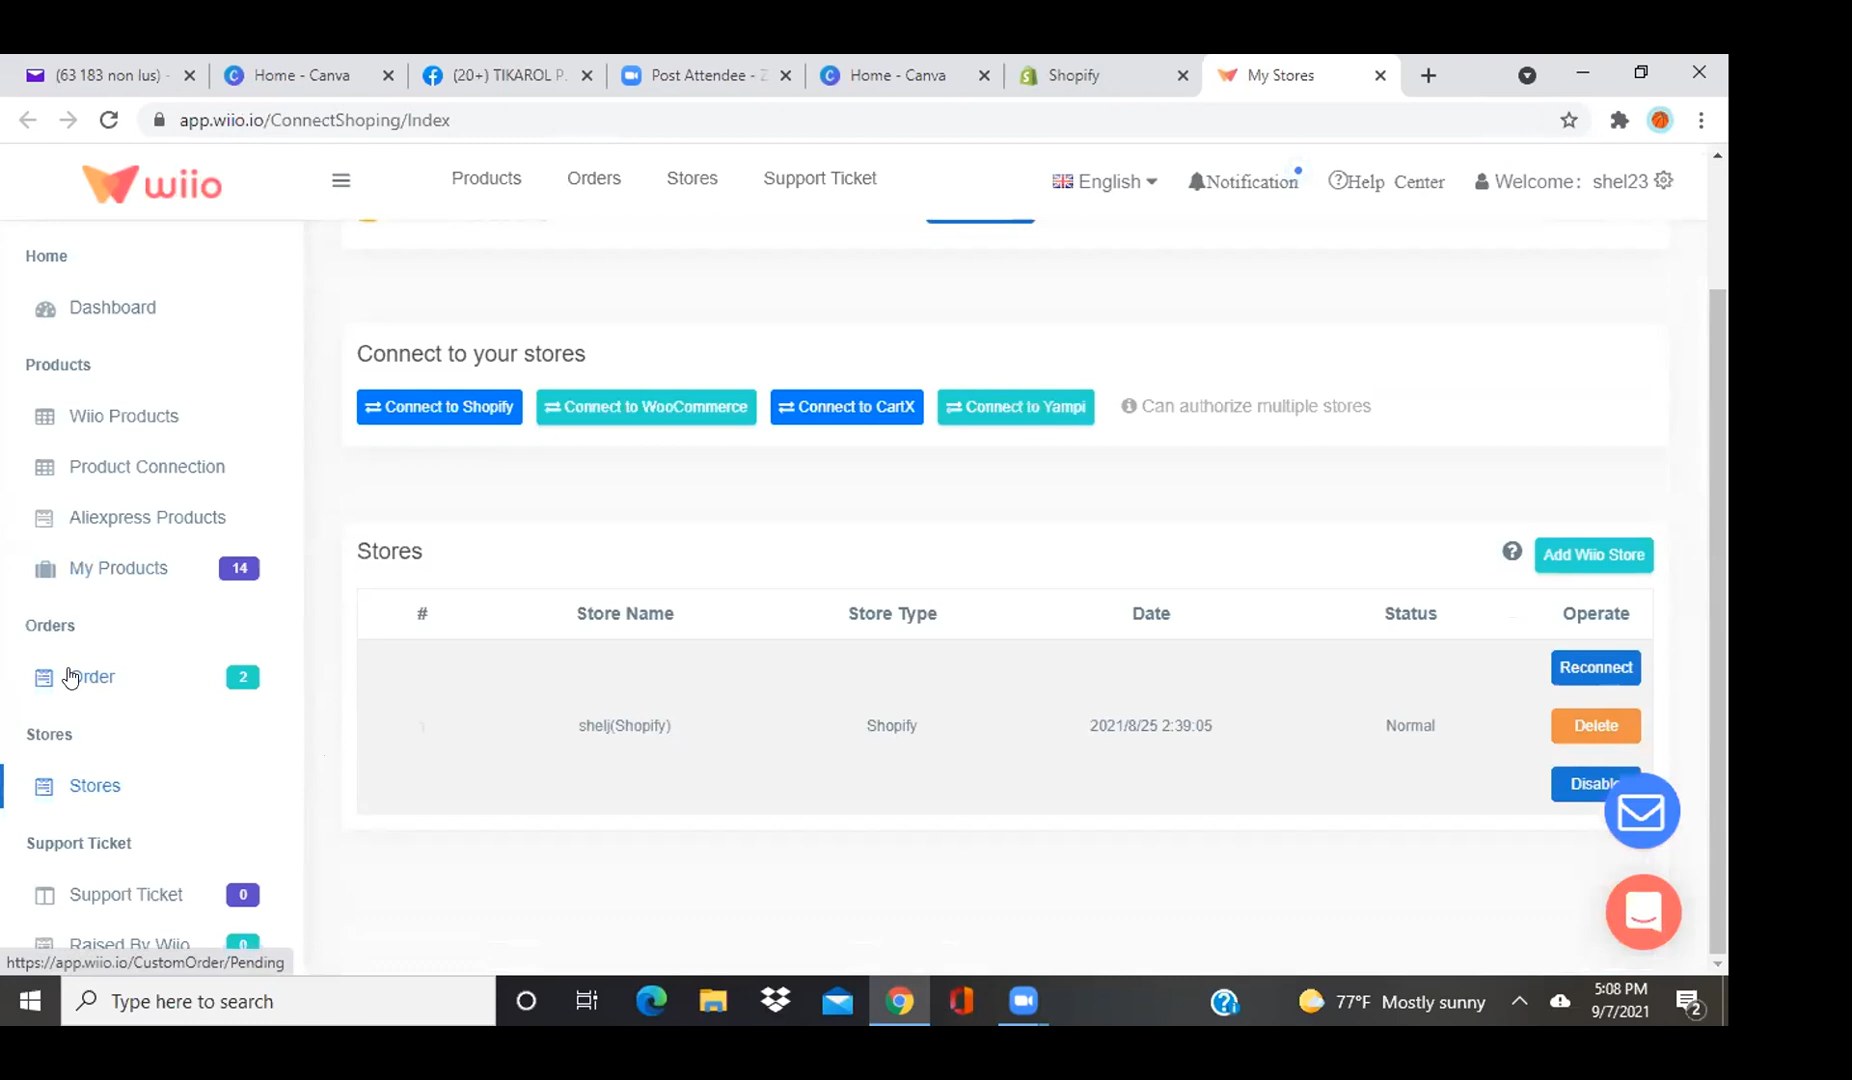 (63 183 non lus) -
Home - Canva
(20+) TIKAROL P.
Post Attendee - Z
Home - Canva
Shopify
My Stores
app.wiio.io/ConnectShoping/Index
wiio
Products
Orders
Stores
Support Ticket
English
Notification
Help Center
Welcome: shel23
Home
Dashboard
Products
Wiio Products
Product Connection
Aliexpress Products
My Products 14
Orders
Order 2
Stores
Stores
Support Ticket
Support Ticket 0
Raised By Wiio 0
https://app.wiio.io/CustomOrder/Pending
Connect to your stores
Connect to Shopify
Connect to WooCommerce
Connect to CartX
Connect to Yampi
Can authorize multiple stores
Stores
Add Wiio Store
# Store Name Store Type Date Status Operate
1 shelj(Shopify) Shopify 2021/8/25 2:39:05 Normal
Reconnect
Delete
Disable
Type here to search
77°F Mostly sunny
5:08 PM
9/7/2021
2